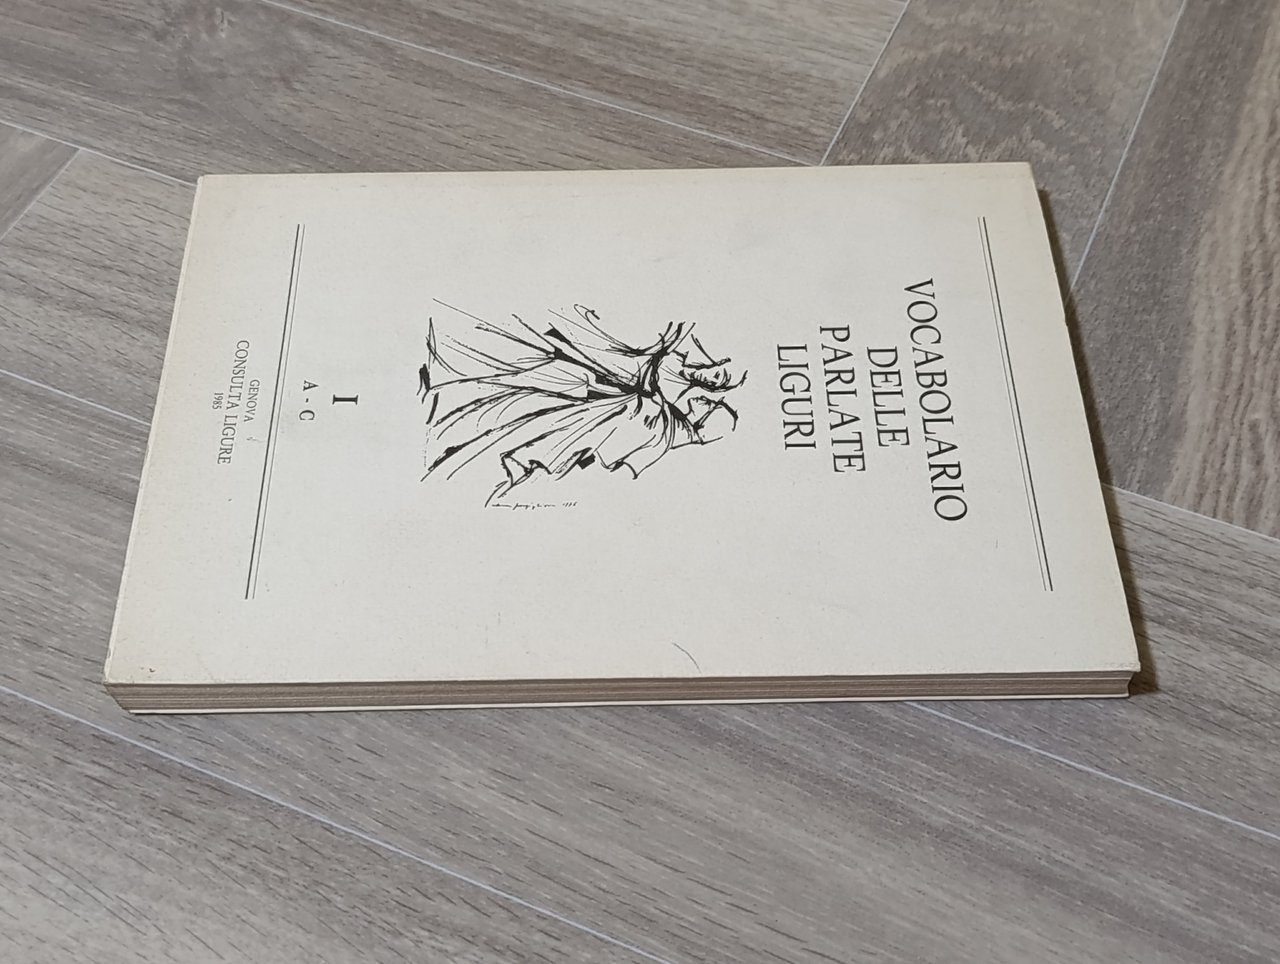 VOCABOLARIO
DELLE
PARLATE
LIGURI
I
A - C
GENOVA
CONSULTA LIGURE
1985